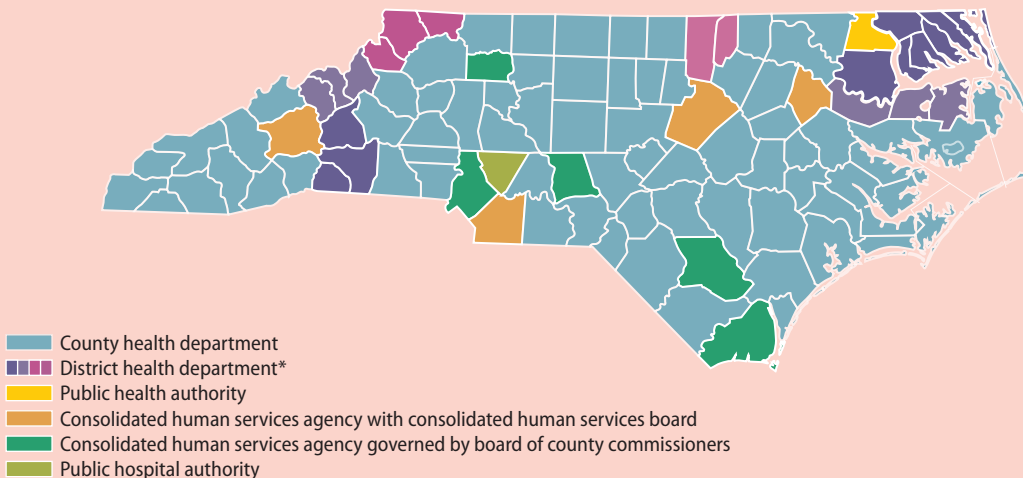 County health department
District health department*
Public health authority
Consolidated human services agency with consolidated human services board
Consolidated human services agency governed by board of county commissioners
Public hospital authority